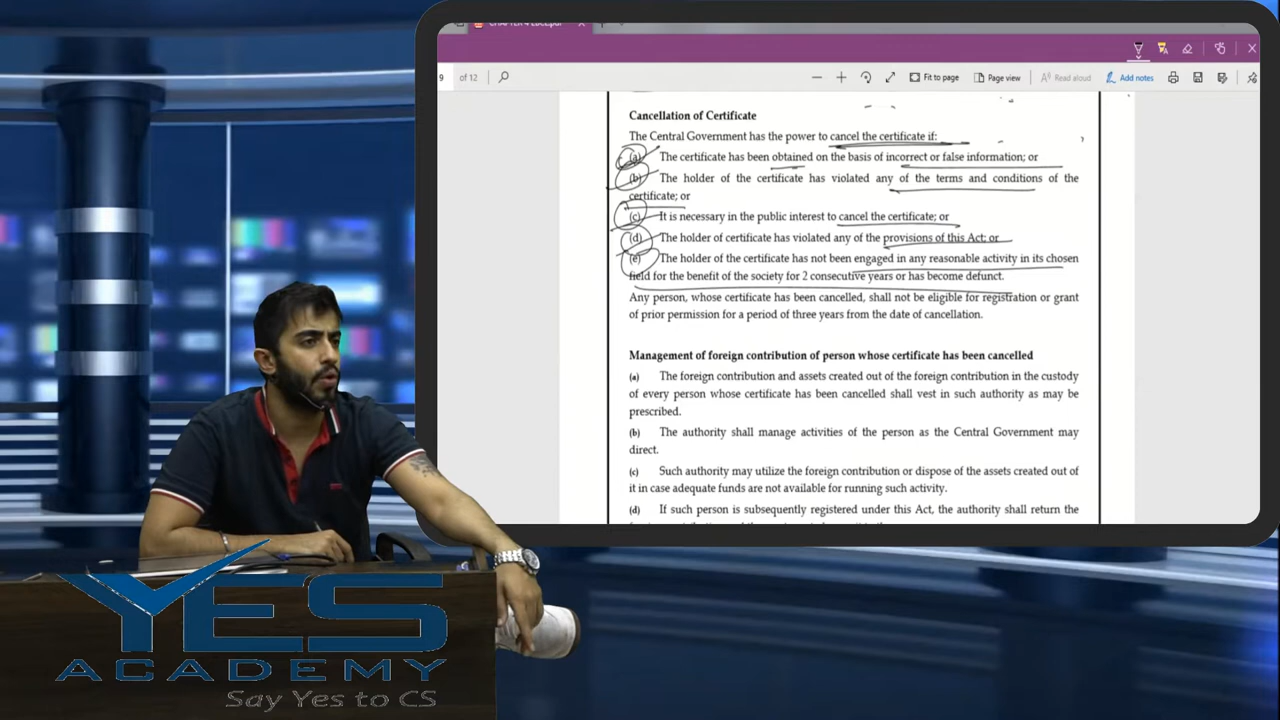 9 of 12
Fit to page
Page view
Read aloud
Add notes
Cancellation of Certificate
The Central Government has the power to cancel the certificate if:
(a) The certificate has been obtained on the basis of incorrect or false information; or
(b) The holder of the certificate has violated any of the terms and conditions of the
certificate; or
(c) It is necessary in the public interest to cancel the certificate; or
(d) The holder of certificate has violated any of the provisions of this Act; or
(e) The holder of the certificate has not been engaged in any reasonable activity in its chosen
field for the benefit of the society for 2 consecutive years or has become defunct.
Any person, whose certificate has been cancelled, shall not be eligible for registration or grant
of prior permission for a period of three years from the date of cancellation.
Management of foreign contribution of person whose certificate has been cancelled
(a) The foreign contribution and assets created out of the foreign contribution in the custody
of every person whose certificate has been cancelled shall vest in such authority as may be
prescribed.
(b) The authority shall manage activities of the person as the Central Government may
direct.
(c) Such authority may utilize the foreign contribution or dispose of the assets created out of
it in case adequate funds are not available for running such activity.
(d) If such person is subsequently registered under this Act, the authority shall return the
YES
ACADEMY
Say Yes to CS